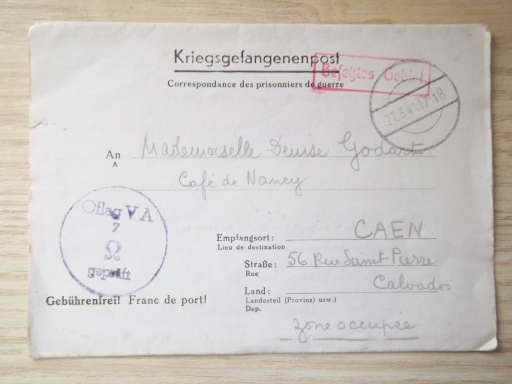 Kriegsgefangenenpost
Correspondance des prisonniers de guerre
Besetztes Gebiet
21.3.41.17-18
An Mademoiselle Denise Godart
A
Café de Nancy
Oflag V A
7
Geprüft
Empfangsort: CAEN
Lieu de destination
Straße: 56 Rue Saint Pierre
Rue
Land: Calvados
Landesteil (Provinz) usw.)
Dep.
Gebührenfrei! Franc de port!
zone occupée